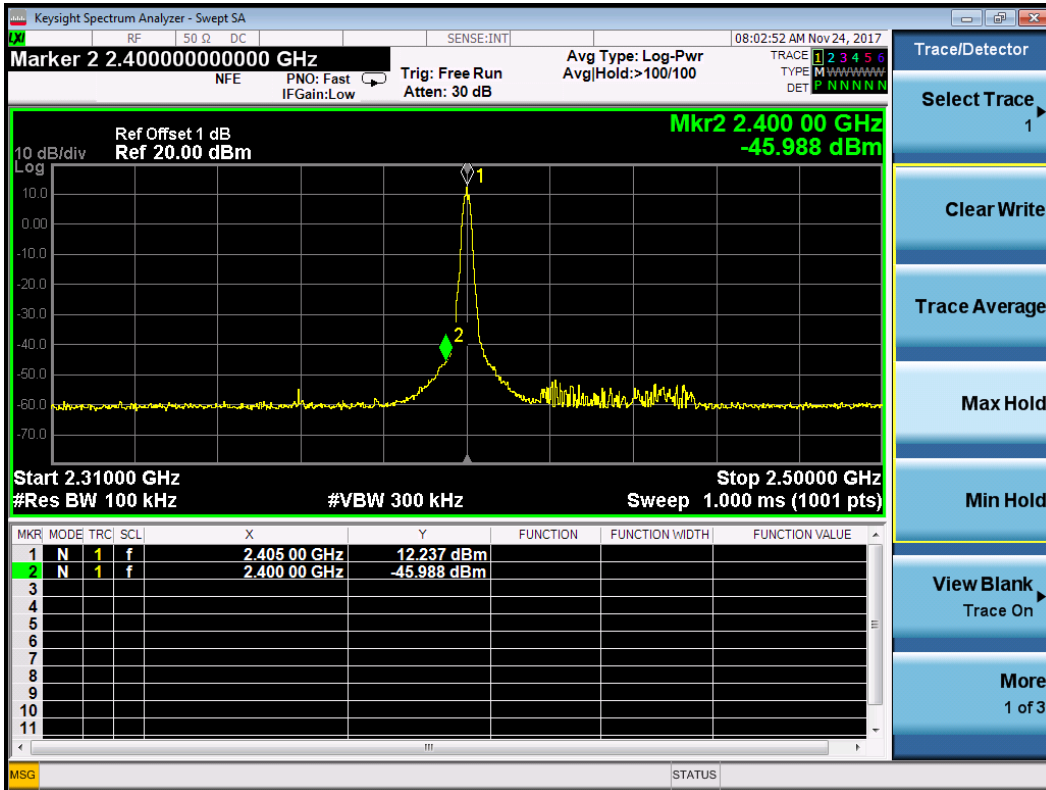 Keysight Spectrum Analyzer - Swept SA
LXI RF 50 Ω DC SENSE:INT 08:02:52 AM Nov 24, 2017
Marker 2 2.400000000000 GHz
NFE PNO: Fast Trig: Free Run Avg Type: Log-Pwr TRACE 1 2 3 4 5 6
IFGain:Low Atten: 30 dB Avg|Hold:>100/100 TYPE M WWWWW
DET P N N N N N
Mkr2 2.400 00 GHz
-45.988 dBm
Ref Offset 1 dB
10 dB/div Ref 20.00 dBm
Log
1
10.0
0.00
-10.0
-20.0
-30.0
2
-40.0
-50.0
-60.0
-70.0
Start 2.31000 GHz Stop 2.50000 GHz
#Res BW 100 kHz #VBW 300 kHz Sweep 1.000 ms (1001 pts)
MKR MODE TRC SCL X Y FUNCTION FUNCTION WIDTH FUNCTION VALUE
1 N 1 f 2.405 00 GHz 12.237 dBm
2 N 1 f 2.400 00 GHz -45.988 dBm
3
4
5
6
7
8
9
10
11
MSG STATUS
Trace/Detector
Select Trace
1
Clear Write
Trace Average
Max Hold
Min Hold
View Blank
Trace On
More
1 of 3